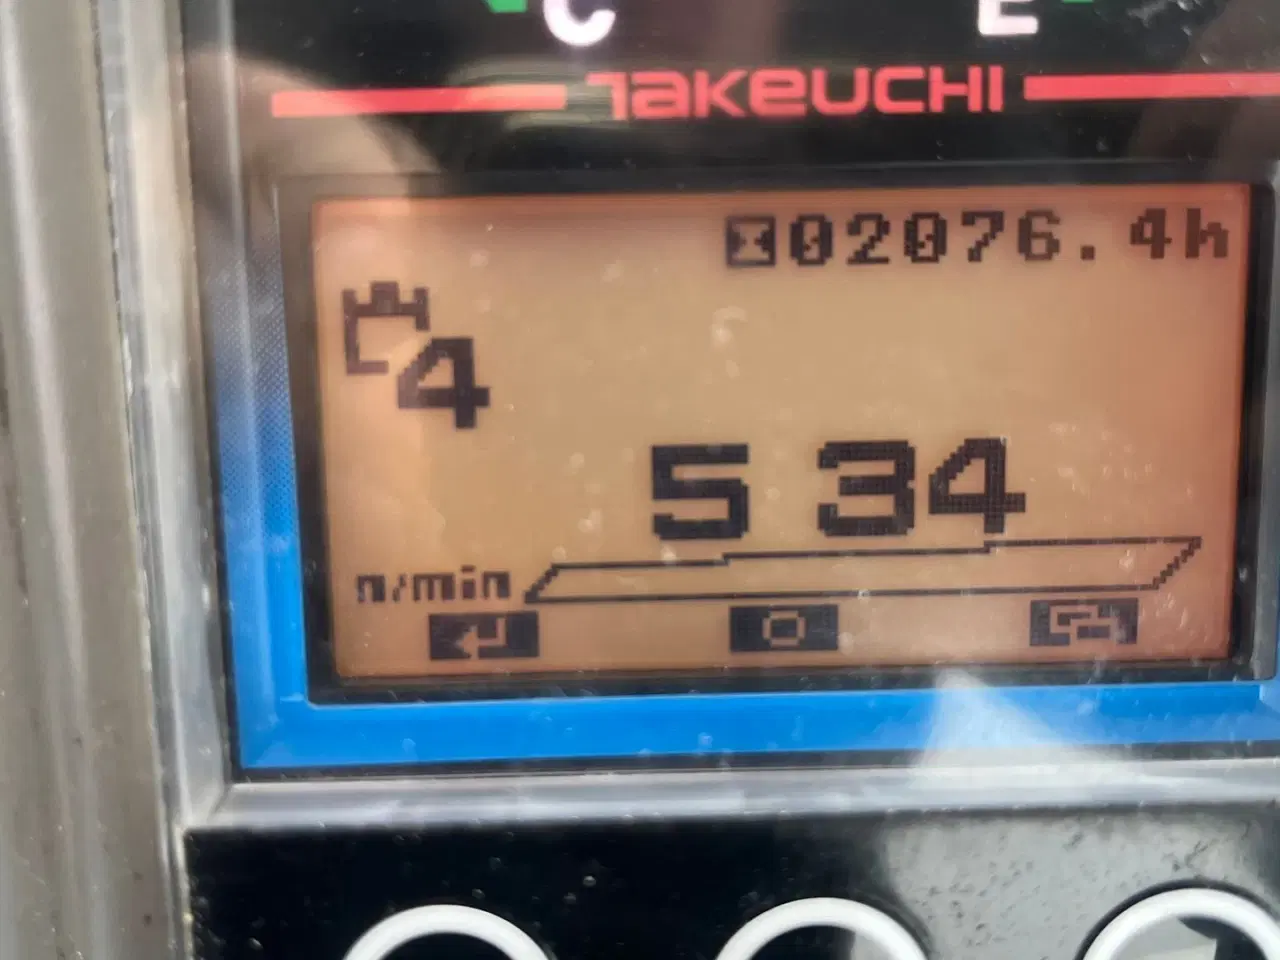 C E
TAKEUCHI
02076.4h
4
5 34
n/min